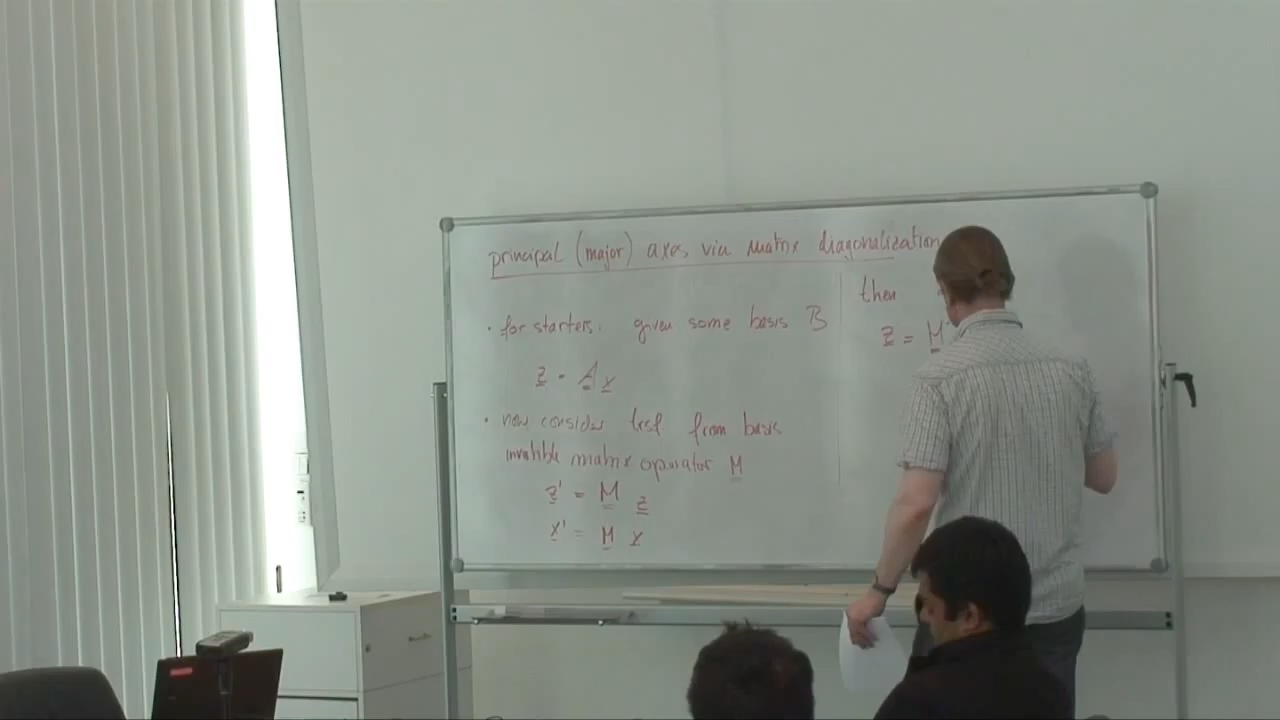 principal (major) axes via matrix diagonalization
• for starters: given some basis B
z = A x
• now consider trsf from basis
invertible matrix operator M
z' = M z
x' = M x
then
z = M